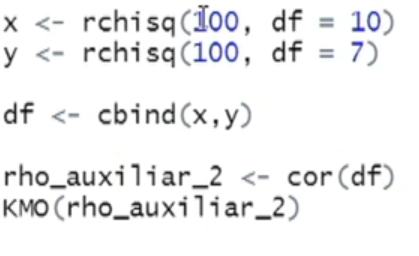 x <- rchisq(100, df = 10)
y <- rchisq(100, df = 7)
df <- cbind(x,y)
rho_auxiliar_2 <- cor(df)
KMO(rho_auxiliar_2)